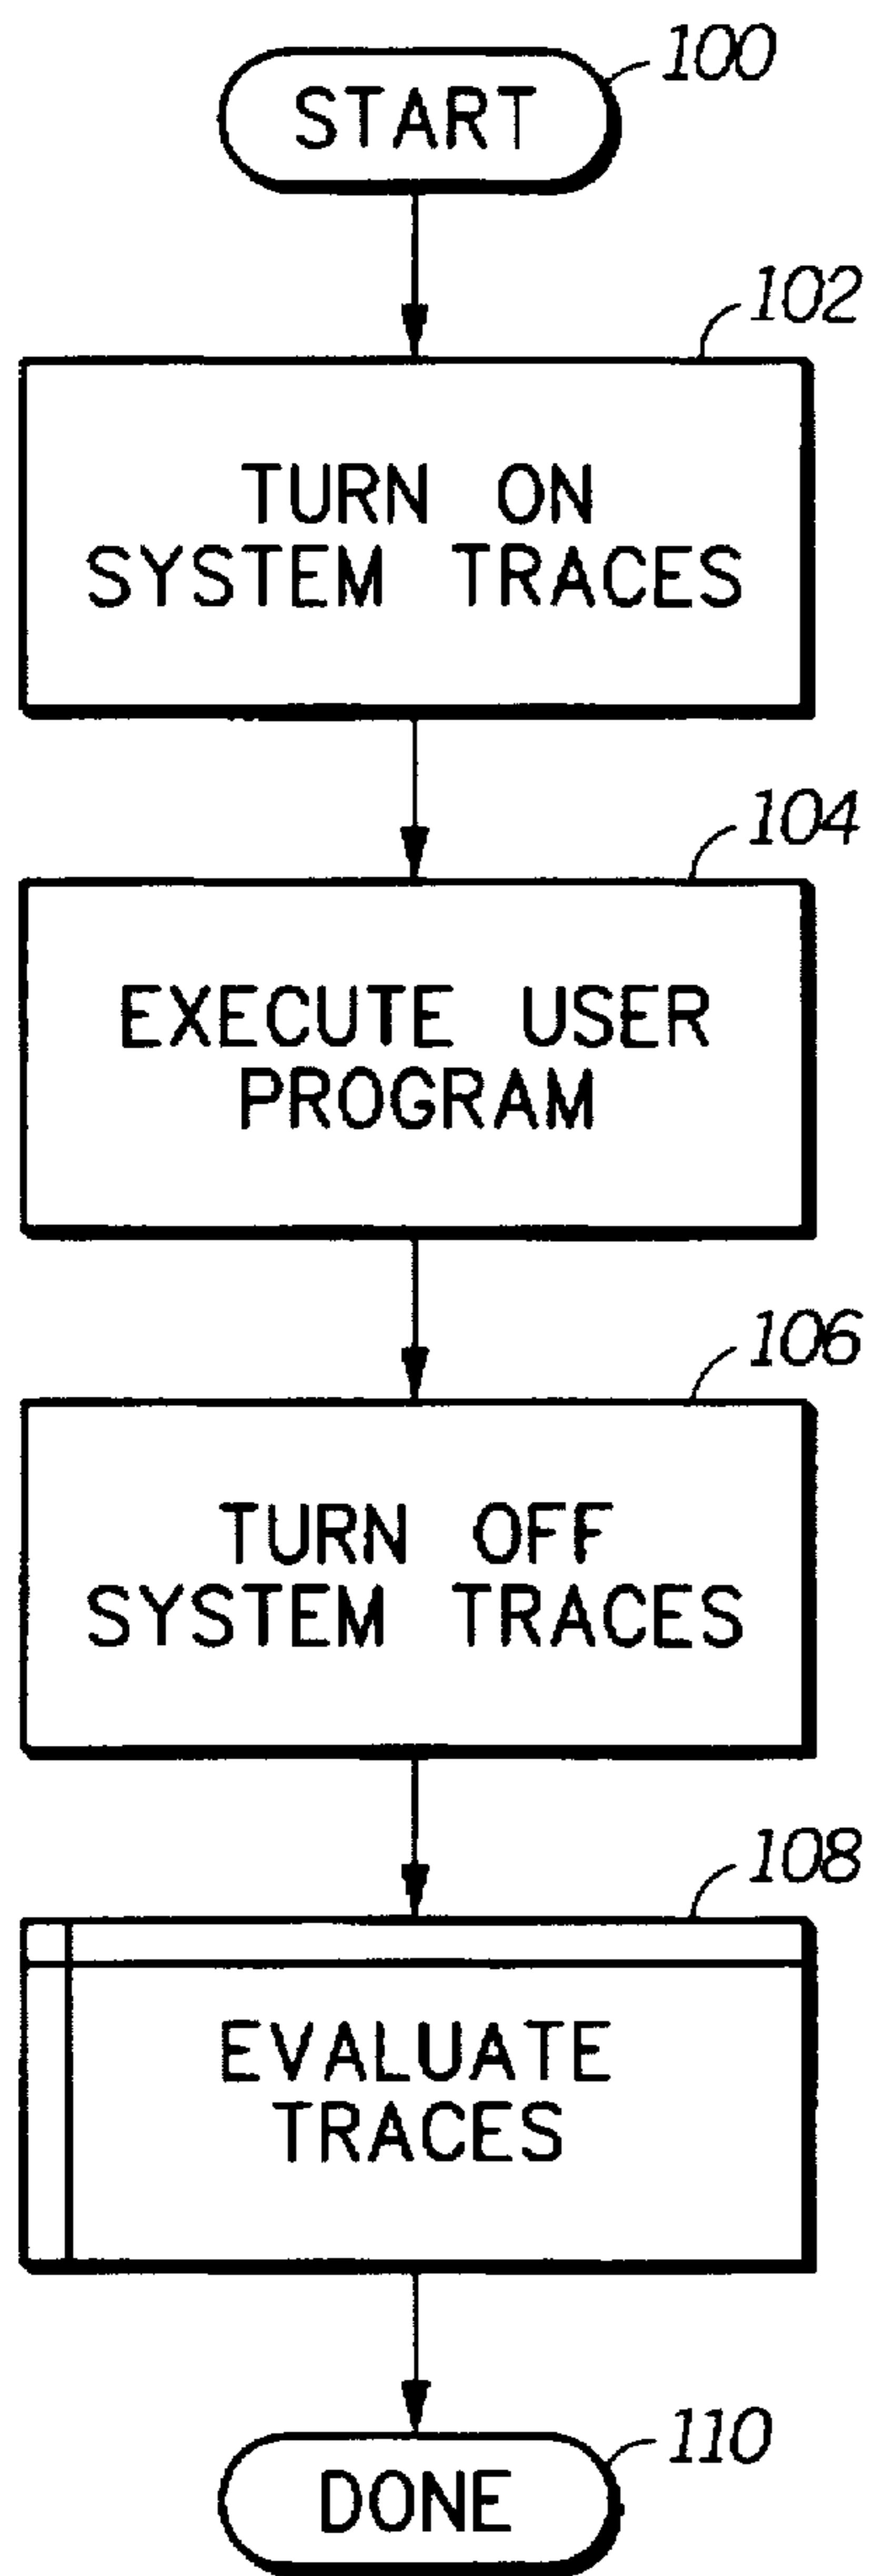 100
START
102
TURN ON
SYSTEM TRACES
104
EXECUTE USER
PROGRAM
106
TURN OFF
SYSTEM TRACES
108
EVALUATE
TRACES
110
DONE